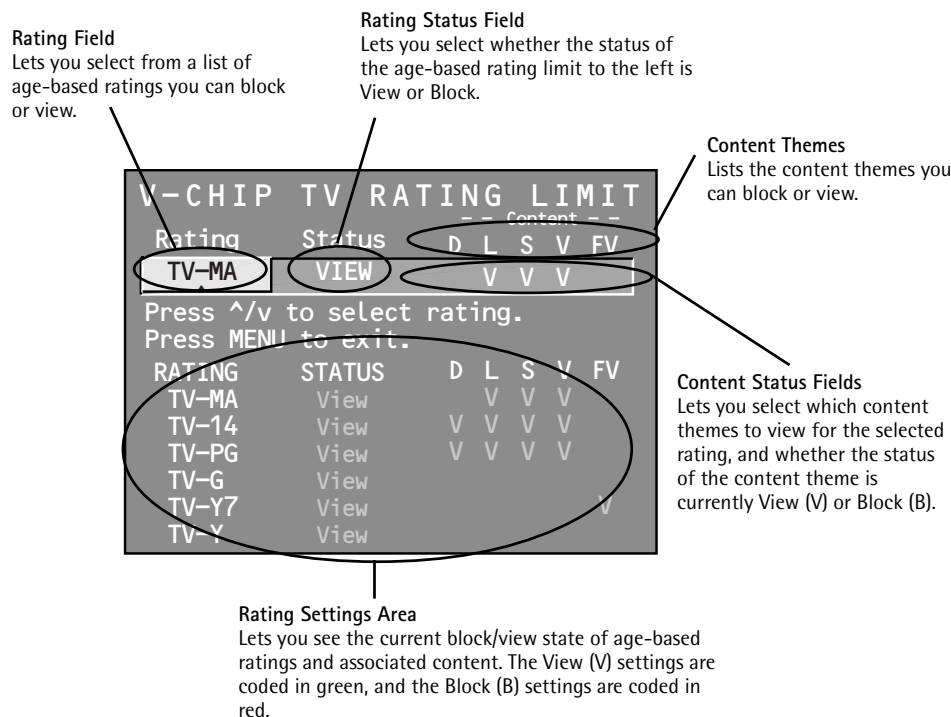 Rating Field
Lets you select from a list of
age-based ratings you can block
or view.
Rating Status Field
Lets you select whether the status of
the age-based rating limit to the left is
View or Block.
Content Themes
Lists the content themes you
can block or view.
V-CHIP TV RATING LIMIT
- - Content - -
Rating Status D L S V FV
TV-MA VIEW V V V
Press ^/v to select rating.
Press MENU to exit.
RATING STATUS D L S V FV
TV-MA View V V V
TV-14 View V V V V
TV-PG View V V V V
TV-G View
TV-Y7 View V
TV-Y View
Content Status Fields
Lets you select which content
themes to view for the selected
rating, and whether the status
of the content theme is
currently View (V) or Block (B).
Rating Settings Area
Lets you see the current block/view state of age-based
ratings and associated content. The View (V) settings are
coded in green, and the Block (B) settings are coded in
red.